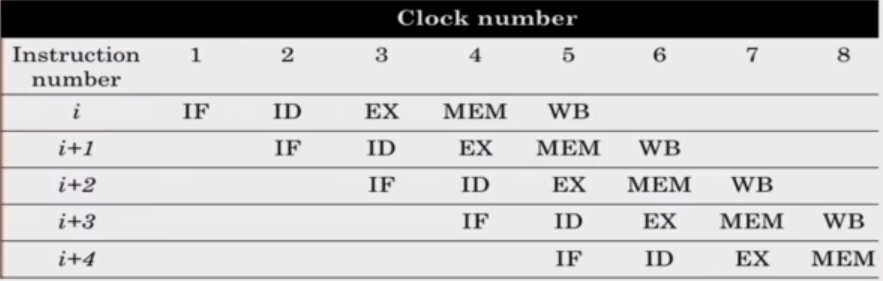 Clock number
Instruction number 1 2 3 4 5 6 7 8
i IF ID EX MEM WB
i+1 IF ID EX MEM WB
i+2 IF ID EX MEM WB
i+3 IF ID EX MEM WB
i+4 IF ID EX MEM